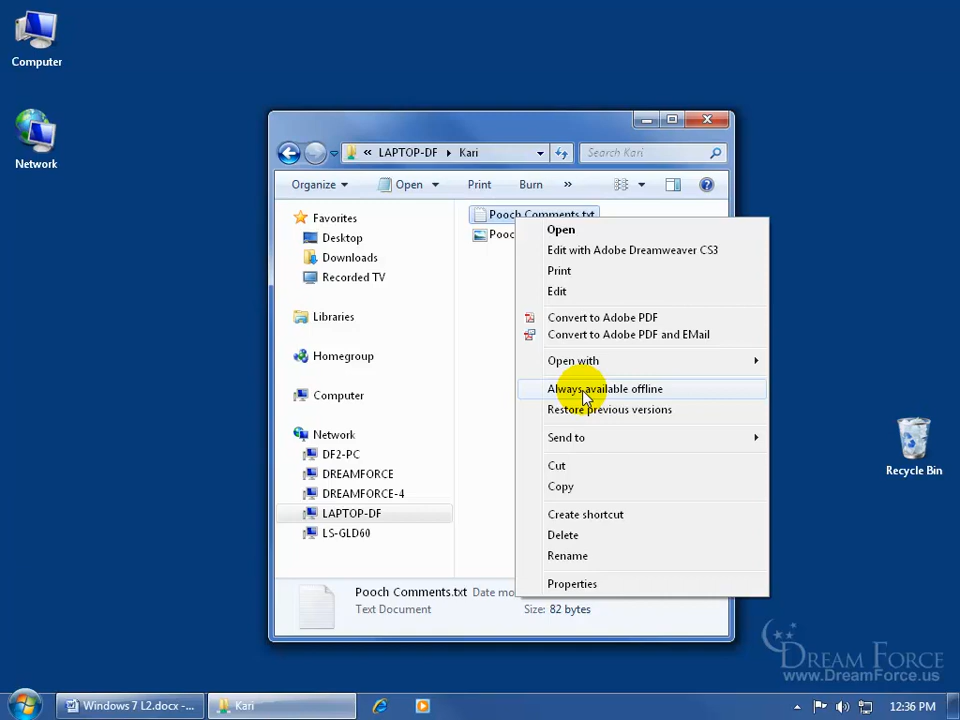 Computer
Network
« LAPTOP-DF Kari
Search Kari
Organize Open Print Burn »
Favorites
Desktop
Downloads
Recorded TV
Libraries
Homegroup
Computer
Network
DF2-PC
DREAMFORCE
DREAMFORCE-4
LAPTOP-DF
LS-GLD60
Pooch Comments.txt
Pooc
Open
Edit with Adobe Dreamweaver CS3
Print
Edit
Convert to Adobe PDF
Convert to Adobe PDF and EMail
Open with
Always available offline
Restore previous versions
Send to
Cut
Copy
Create shortcut
Delete
Rename
Properties
Pooch Comments.txt Date mo
Text Document Size: 82 bytes
Recycle Bin
DREAM FORCE
www.DreamForce.us
Windows 7 L2.docx -...
Kari
12:36 PM